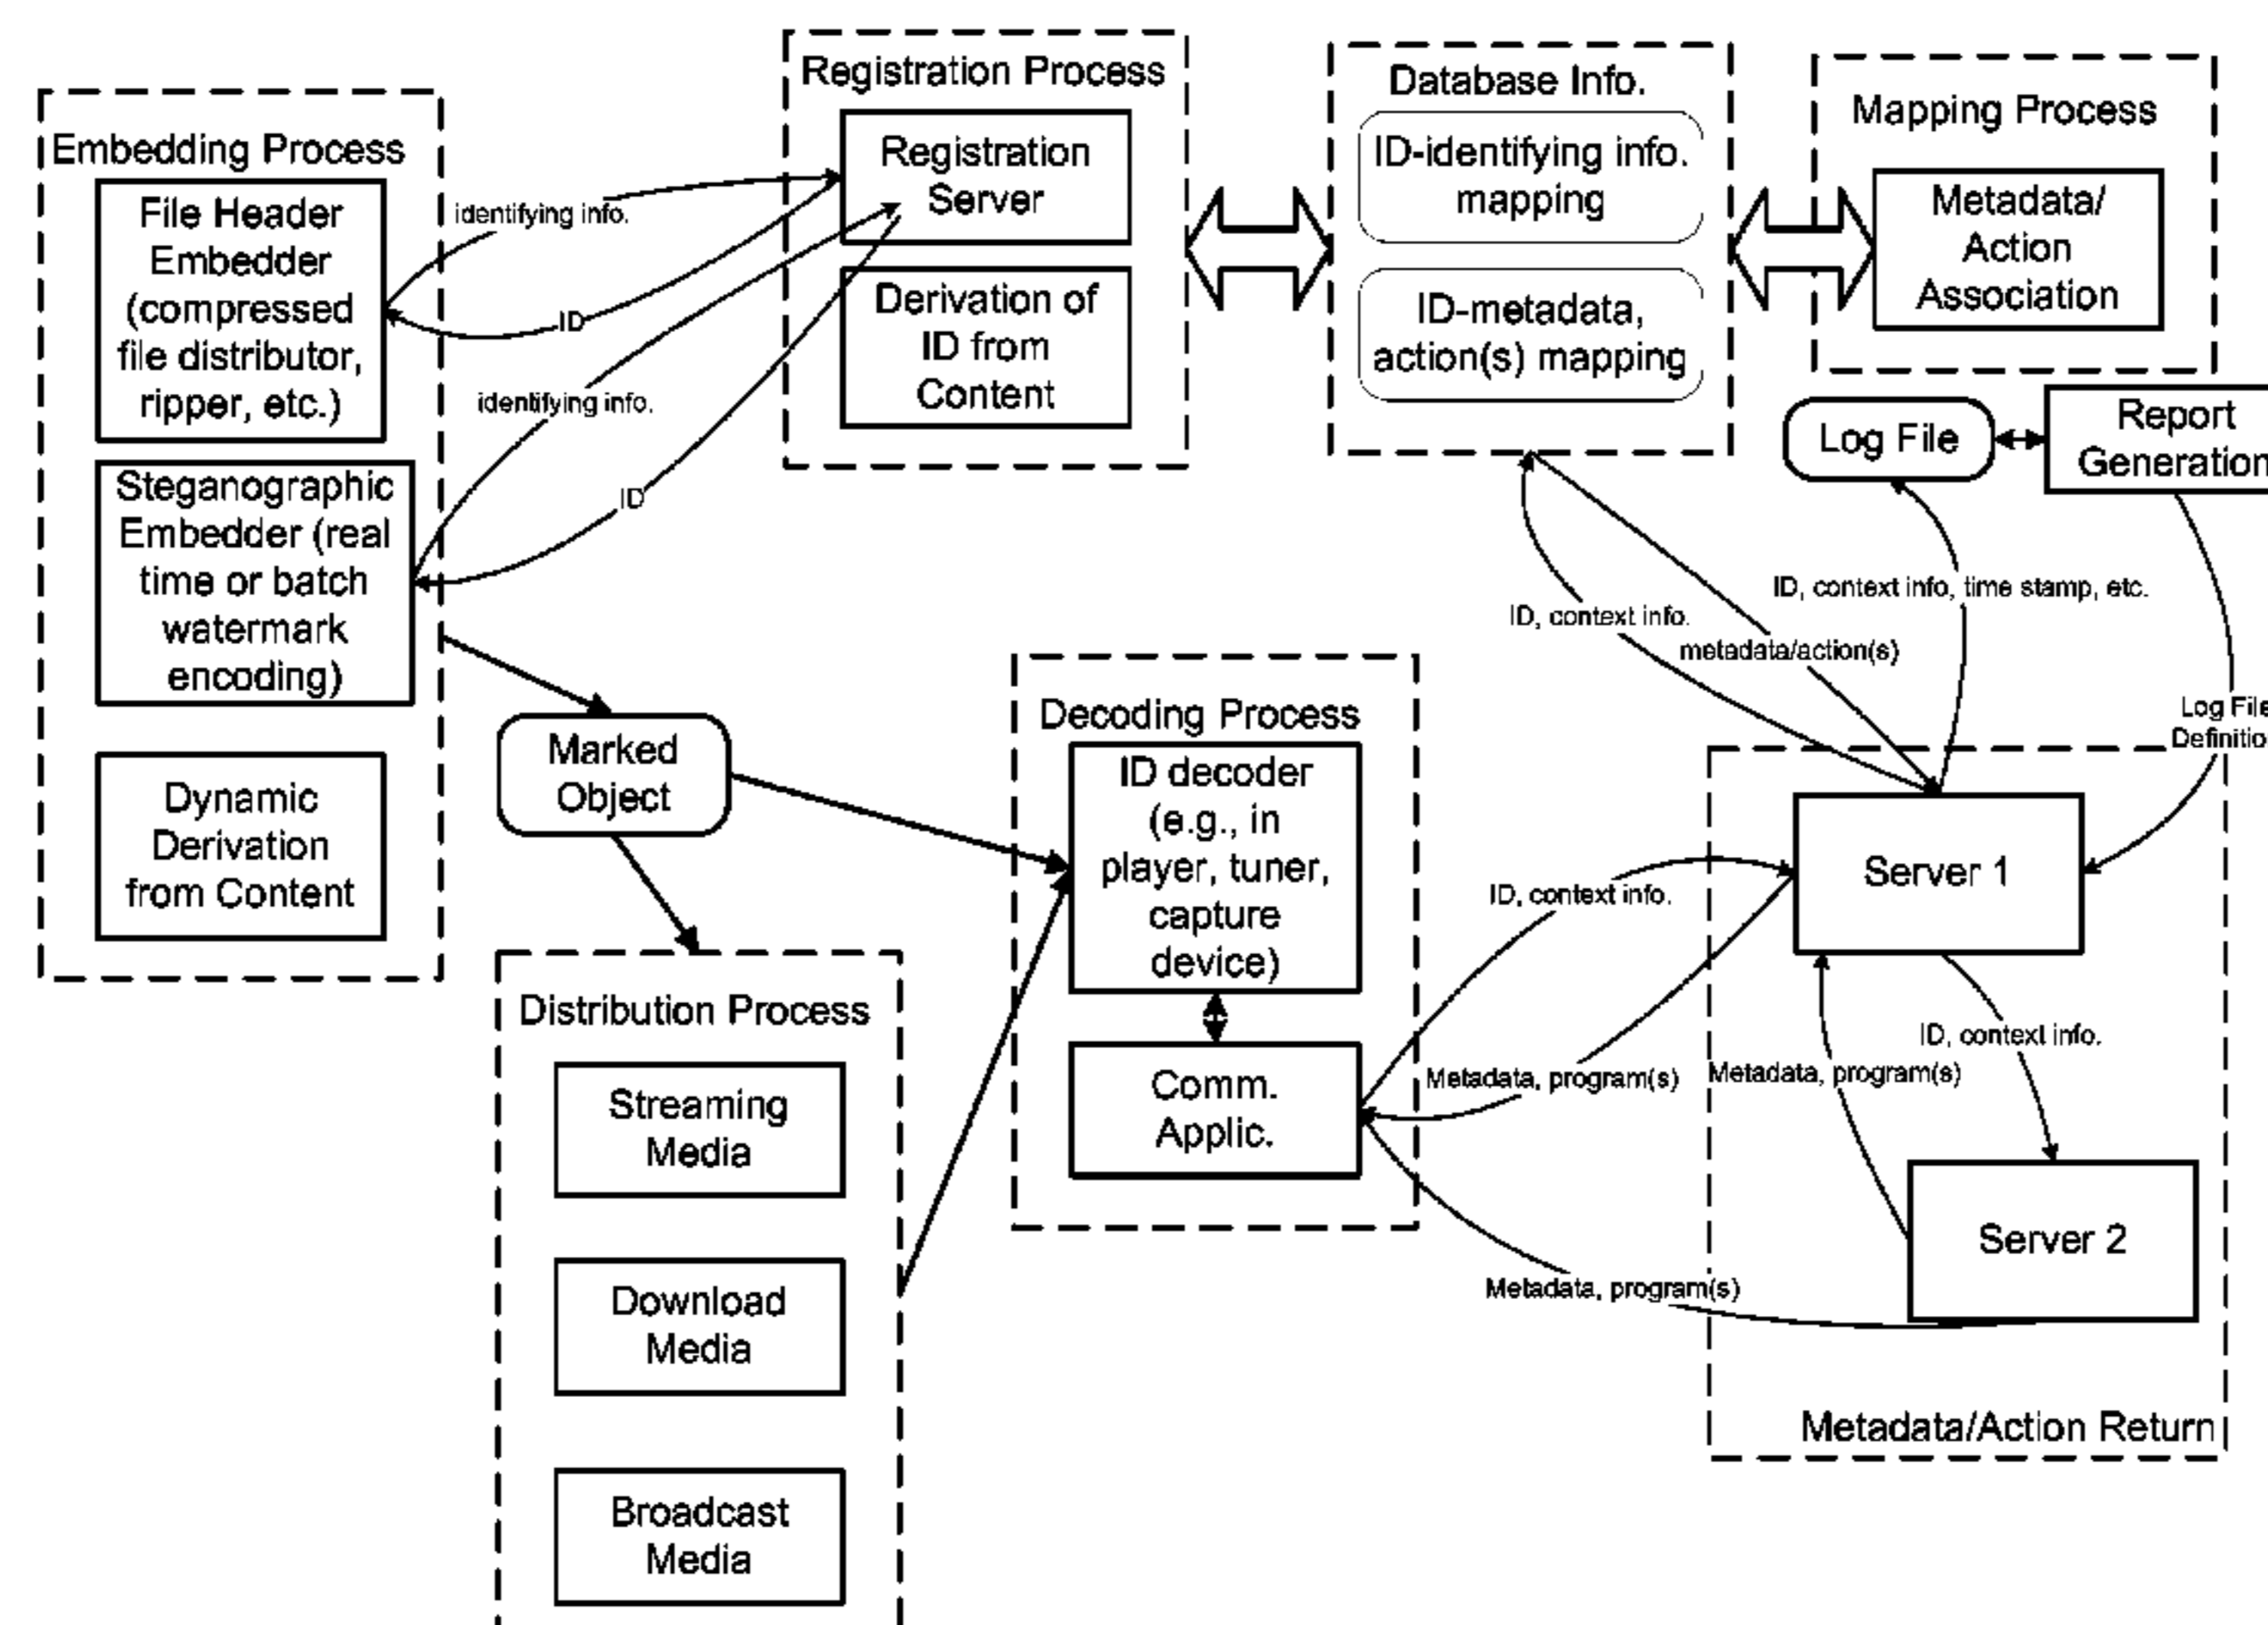 Embedding Process
File Header
Embedder
(compressed
file distributor,
ripper, etc.)
Steganographic
Embedder (real
time or batch
watermark
encoding)
Dynamic
Derivation
from Content
identifying info.
ID
identifying info.
ID
Registration Process
Registration
Server
Derivation of
ID from
Content
Database Info.
ID-identifying info.
mapping
ID-metadata,
action(s) mapping
Mapping Process
Metadata/
Action
Association
Log File
Report
Generation
ID, context info.
metadata/action(s)
ID, context info, time stamp, etc.
Log File
Definitio
Marked
Object
Distribution Process
Streaming
Media
Download
Media
Broadcast
Media
Decoding Process
ID decoder
(e.g., in
player, tuner,
capture
device)
Comm.
Applic.
ID, context info.
Metadata, program(s)
Metadata, program(s)
Server 1
ID, context info.
Metadata, program(s)
Server 2
Metadata/Action Return